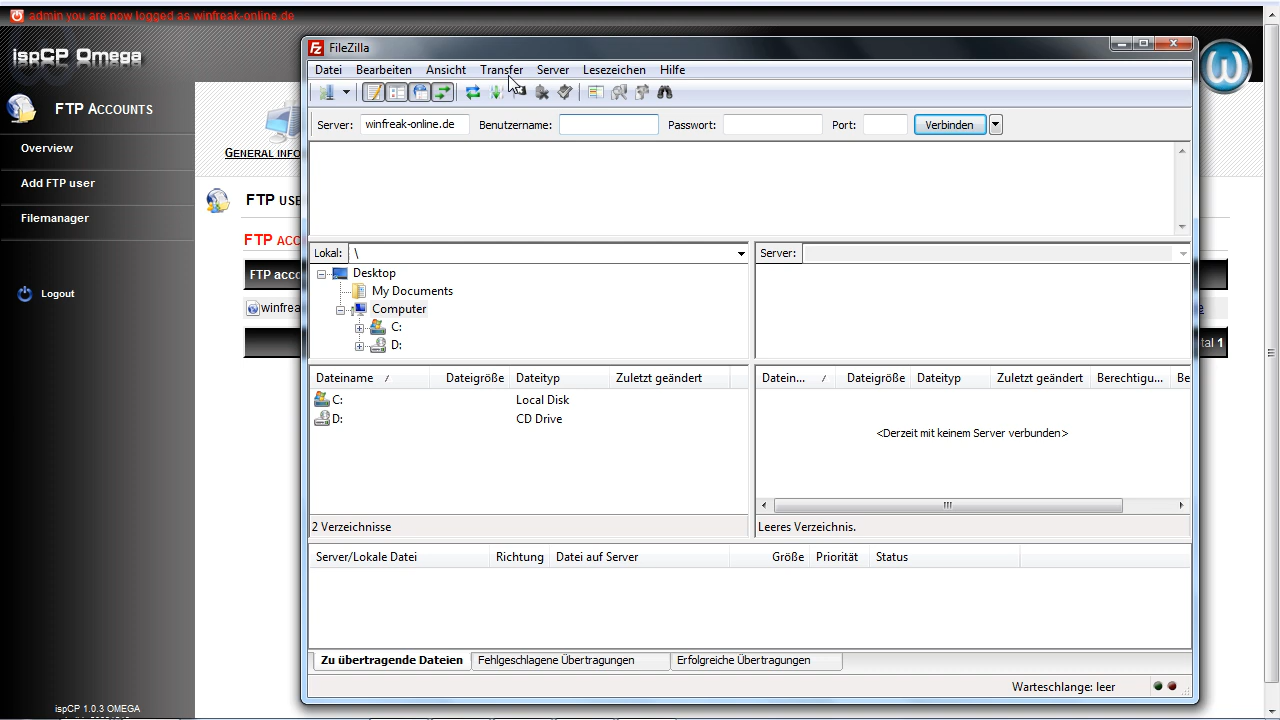 admin you are now logged as winfreak-online.de
ispCP Omega
FTP ACCOUNTS
Overview
Add FTP user
Filemanager
Logout
ispCP 1.0.3 OMEGA
GENERAL INFO
FTP USE
FTP ACC
FTP acco
winfrea
tal 1
FileZilla
Datei Bearbeiten Ansicht Transfer Server Lesezeichen Hilfe
Server: winfreak-online.de Benutzername: Passwort: Port: Verbinden
Lokal: \ Server:
Desktop
My Documents
Computer
C:
D:
Dateiname / Dateigröße Dateityp Zuletzt geändert
C: Local Disk
D: CD Drive
2 Verzeichnisse
Datein... / Dateigröße Dateityp Zuletzt geändert Berechtigu... Be
<Derzeit mit keinem Server verbunden>
Leeres Verzeichnis.
Server/Lokale Datei Richtung Datei auf Server Größe Priorität Status
Zu übertragende Dateien Fehlgeschlagene Übertragungen Erfolgreiche Übertragungen
Warteschlange: leer